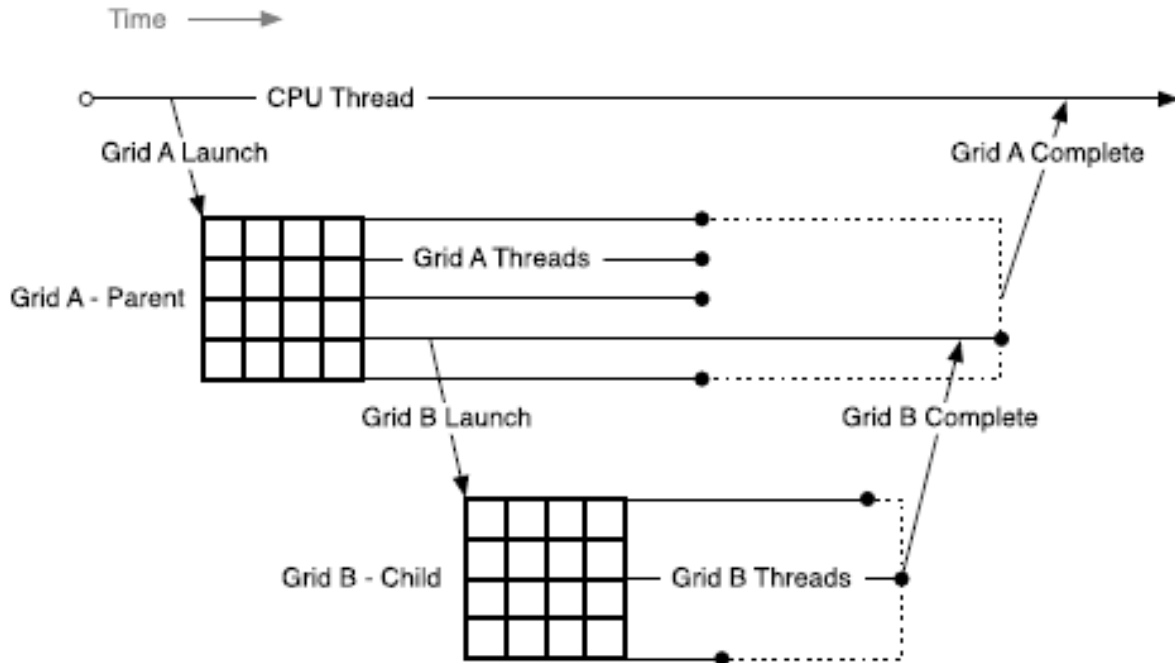 Time
CPU Thread
Grid A Launch
Grid A Complete
Grid A Threads
Grid A - Parent
Grid B Launch
Grid B Complete
Grid B - Child
Grid B Threads